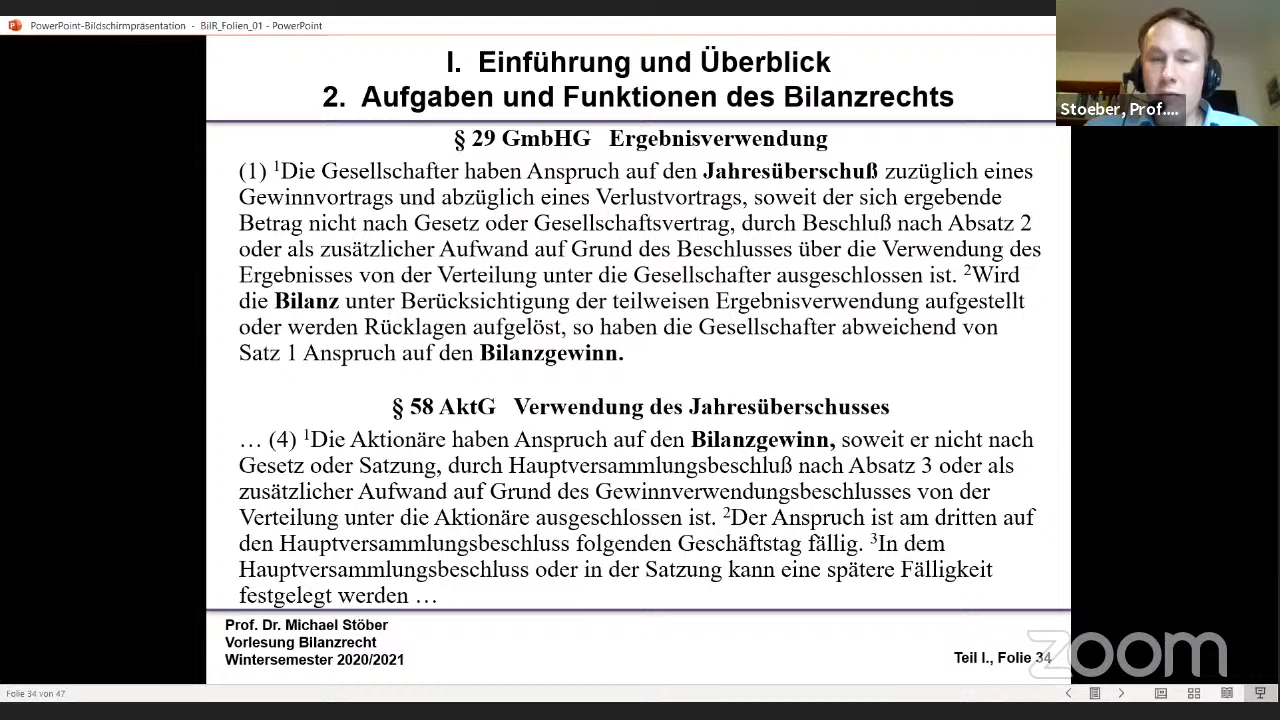 PowerPoint-Bildschirmpräsentation - BilR_Folien_01 - PowerPoint
I. Einführung und Überblick
2. Aufgaben und Funktionen des Bilanzrechts
Stoeber, Prof....
§ 29 GmbHG Ergebnisverwendung
(1) ¹Die Gesellschafter haben Anspruch auf den Jahresüberschuß zuzüglich eines
Gewinnvortrags und abzüglich eines Verlustvortrags, soweit der sich ergebende
Betrag nicht nach Gesetz oder Gesellschaftsvertrag, durch Beschluß nach Absatz 2
oder als zusätzlicher Aufwand auf Grund des Beschlusses über die Verwendung des
Ergebnisses von der Verteilung unter die Gesellschafter ausgeschlossen ist. ²Wird
die Bilanz unter Berücksichtigung der teilweisen Ergebnisverwendung aufgestellt
oder werden Rücklagen aufgelöst, so haben die Gesellschafter abweichend von
Satz 1 Anspruch auf den Bilanzgewinn.
§ 58 AktG Verwendung des Jahresüberschusses
… (4) ¹Die Aktionäre haben Anspruch auf den Bilanzgewinn, soweit er nicht nach
Gesetz oder Satzung, durch Hauptversammlungsbeschluß nach Absatz 3 oder als
zusätzlicher Aufwand auf Grund des Gewinnverwendungsbeschlusses von der
Verteilung unter die Aktionäre ausgeschlossen ist. ²Der Anspruch ist am dritten auf
den Hauptversammlungsbeschluss folgenden Geschäftstag fällig. ³In dem
Hauptversammlungsbeschluss oder in der Satzung kann eine spätere Fälligkeit
festgelegt werden …
Prof. Dr. Michael Stöber
Vorlesung Bilanzrecht
Wintersemester 2020/2021
Teil I., Folie 34
zoom
Folie 34 von 47